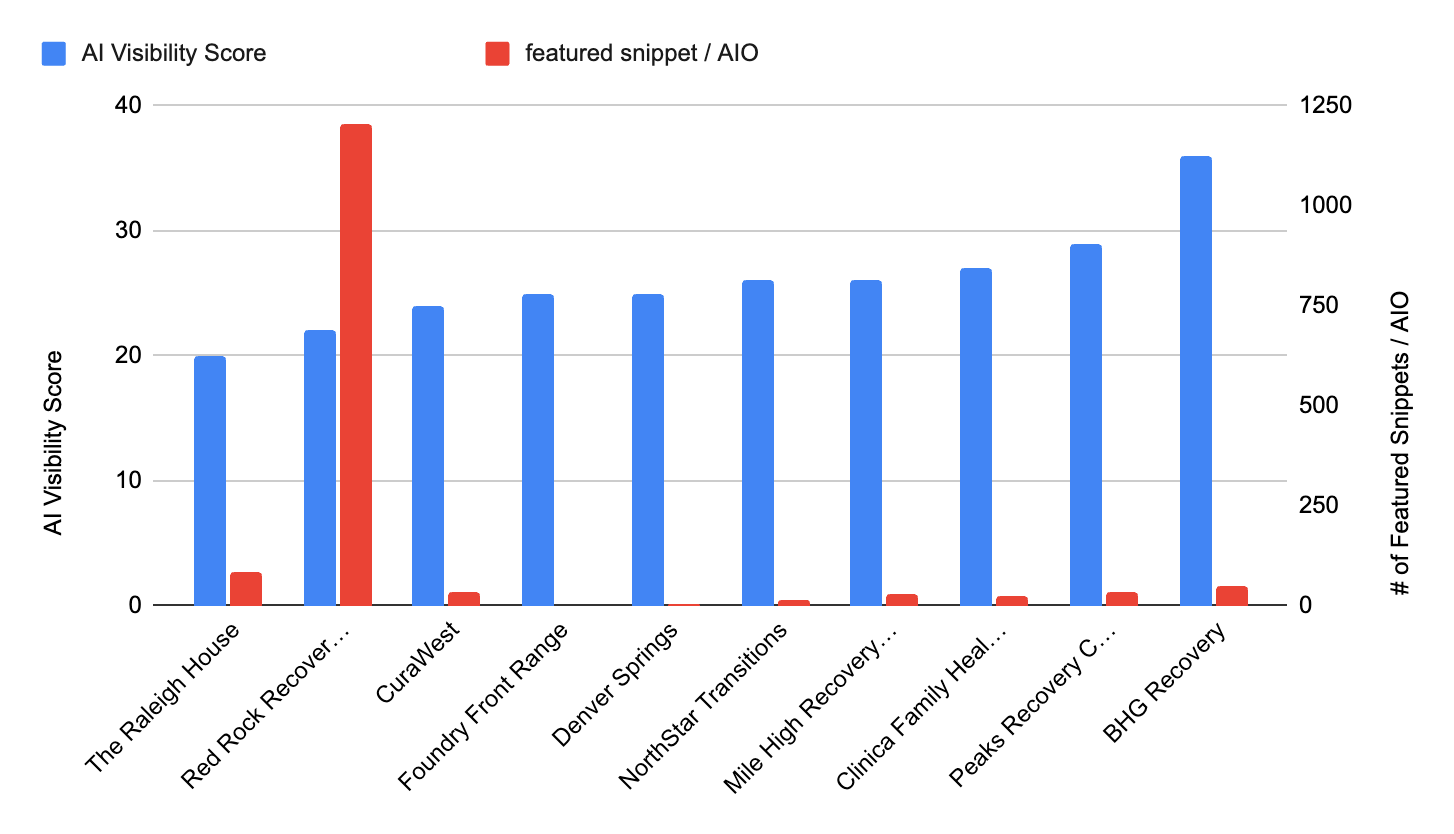 AI Visibility Score
featured snippet / AIO
40
30
20
10
0
AI Visibility Score
1250
1000
750
500
250
0
# of Featured Snippets / AIO
The Raleigh House
Red Rock Recover…
CuraWest
Foundry Front Range
Denver Springs
NorthStar Transitions
Mile High Recovery…
Clinica Family Heal…
Peaks Recovery C…
BHG Recovery